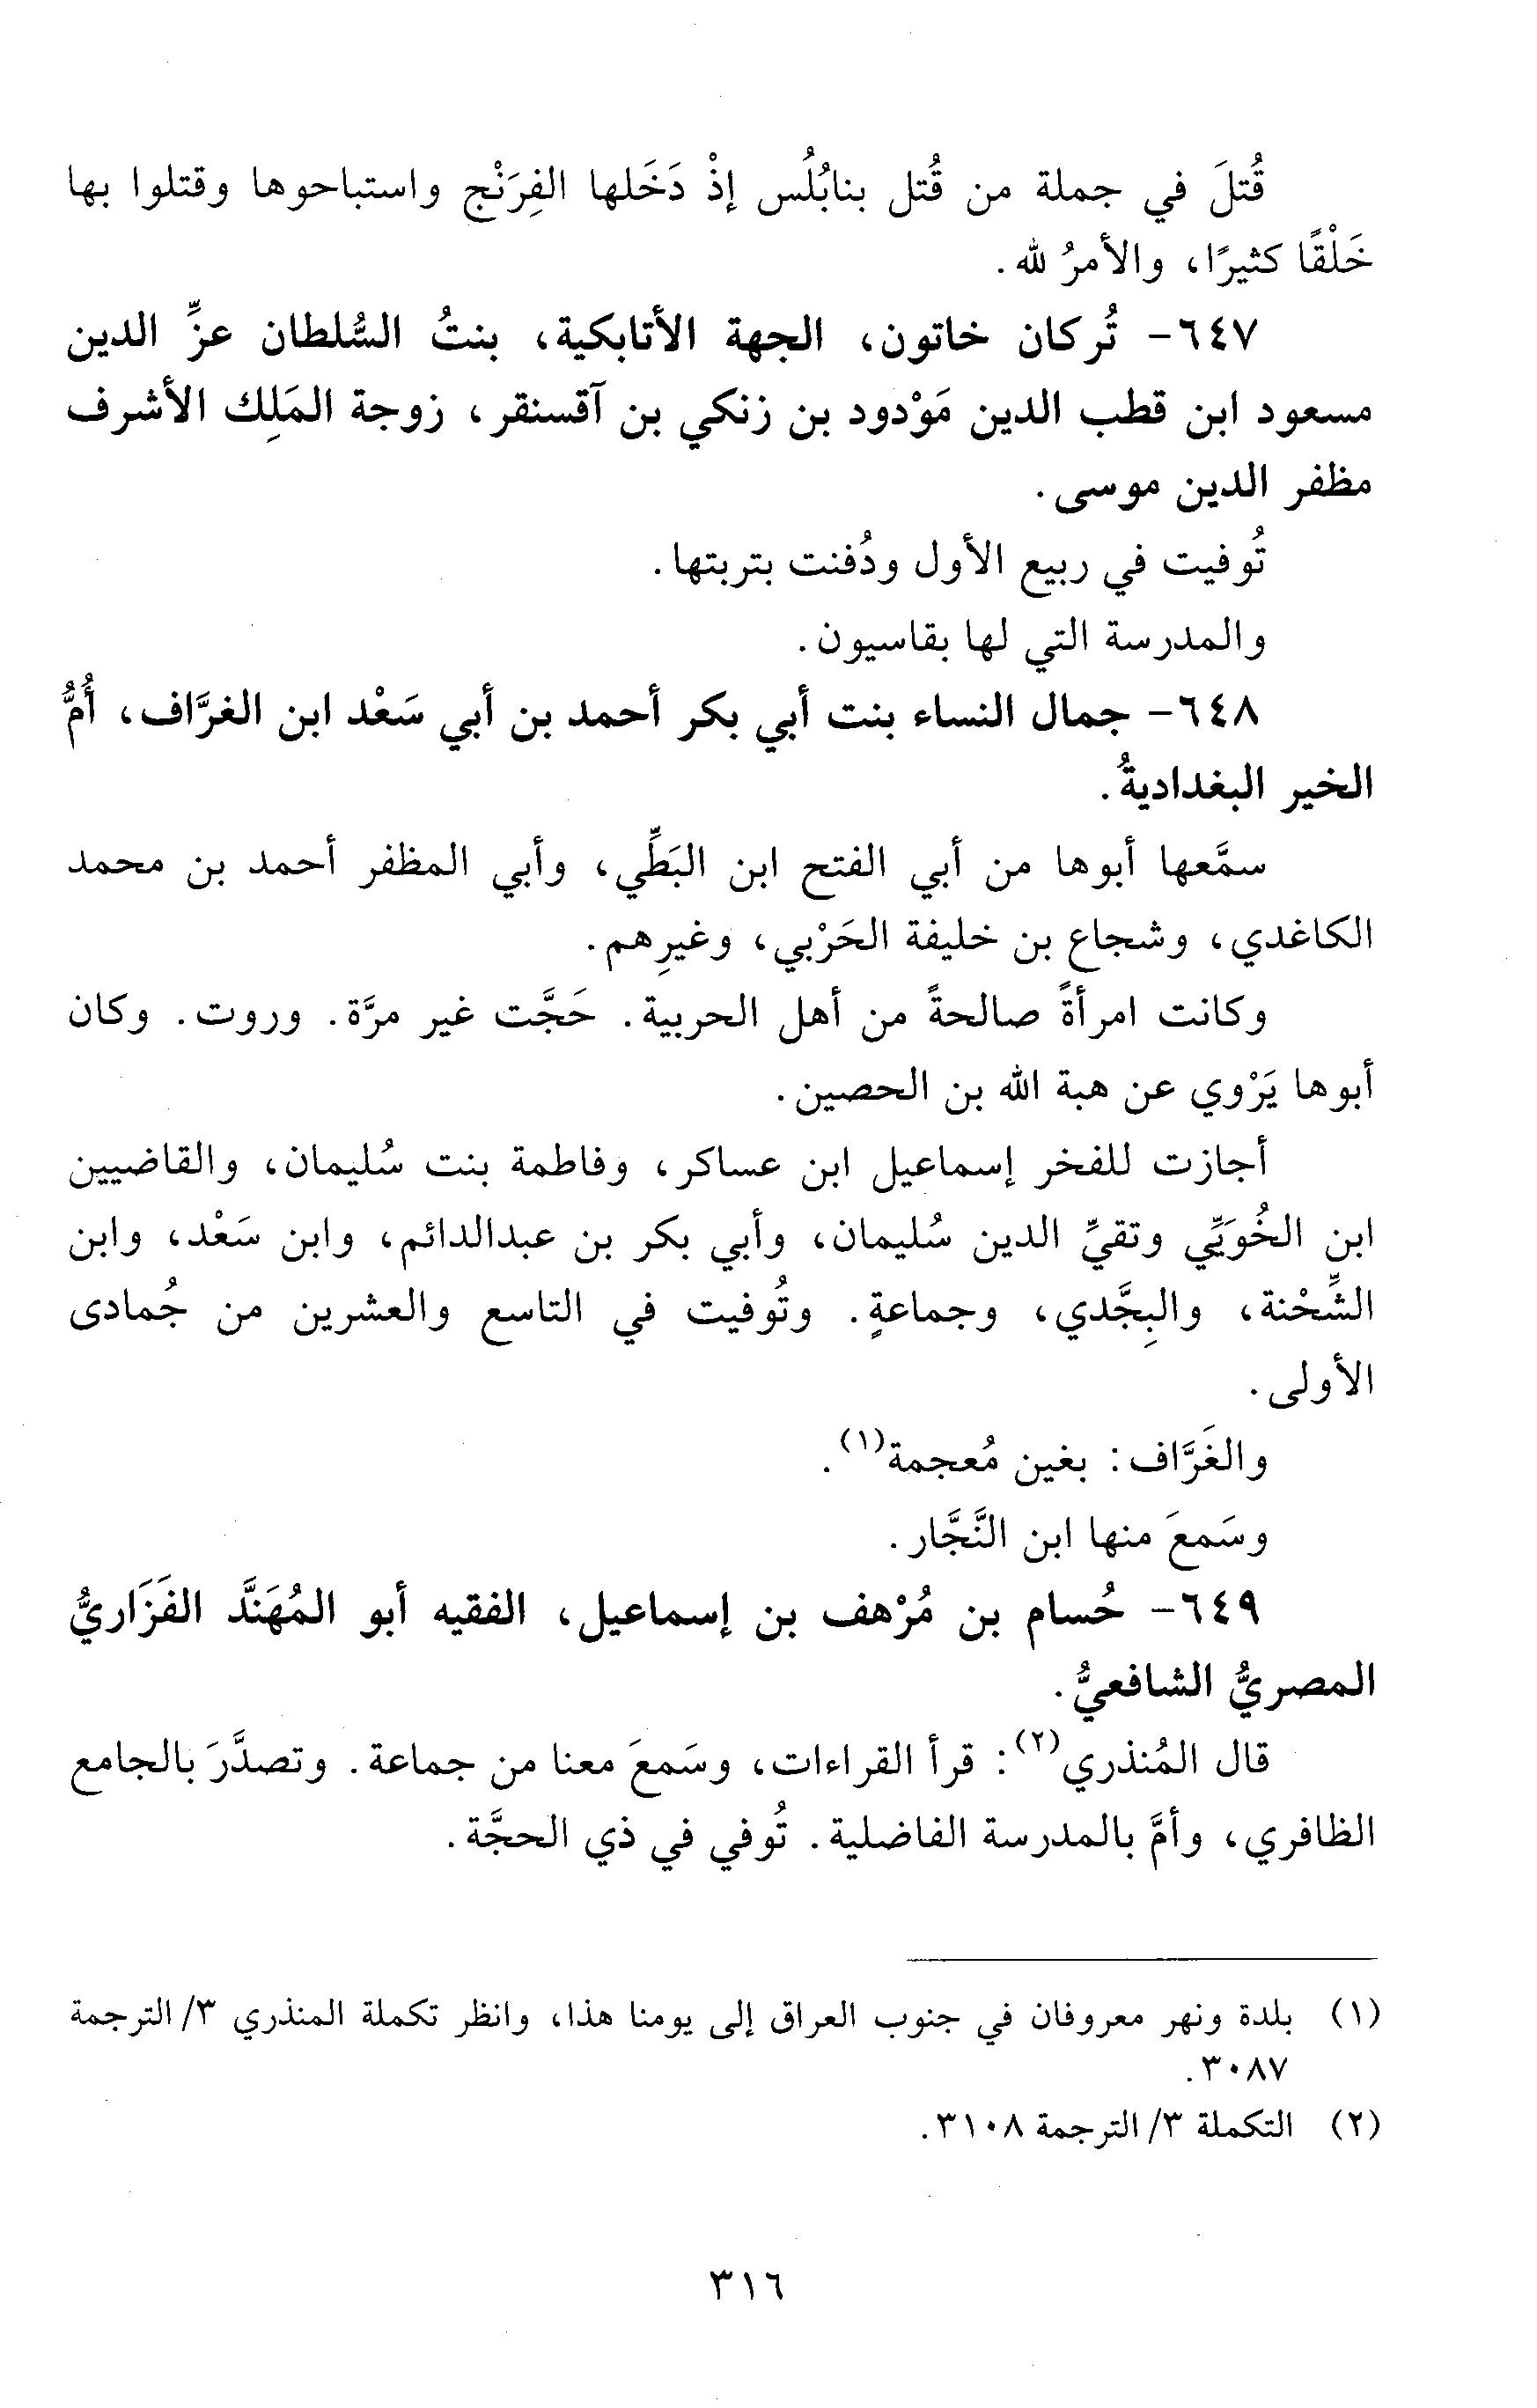 قُتلَ في جملة من قُتل بنابُلُس إذْ دَخَلها الفِرَنْج واستباحوها وقتلوا بها
خَلْقًا كثيرًا، والأمرُ لله.
٦٤٧- تُركان خاتون، الجهة الأتابكية، بنتُ السُّلطان عزِّ الدين
مسعود ابن قطب الدين مَوْدود بن زنكي بن آقسنقر، زوجة المَلِك الأشرف
مظفر الدين موسى.
تُوفيت في ربيع الأول ودُفنت بتربتها.
والمدرسة التي لها بقاسيون.
٦٤٨- جمال النساء بنت أبي بكر أحمد بن أبي سَعْد ابن الغرَّاف، أُمُّ
الخير البغداديةُ.
سمَّعها أبوها من أبي الفتح ابن البَطِّي، وأبي المظفر أحمد بن محمد
الكاغدي، وشجاع بن خليفة الحَرْبي، وغيرِهم.
وكانت امرأةً صالحةً من أهل الحربية. حَجَّت غير مرَّة. وروت. وكان
أبوها يَرْوي عن هبة الله بن الحصين.
أجازت للفخر إسماعيل ابن عساكر، وفاطمة بنت سُليمان، والقاضيين
ابن الخُوَيِّي وتقيِّ الدين سُليمان، وأبي بكر بن عبدالدائم، وابن سَعْد، وابن
الشِّحْنة، والبِجَّدي، وجماعةٍ. وتُوفيت في التاسع والعشرين من جُمادى
الأولى.
والغَرَّاف: بغين مُعجمة(١).
وسَمعَ منها ابن النَّجَّار.
٦٤٩- حُسام بن مُرْهف بن إسماعيل، الفقيه أبو المُهَنَّد الفَزَاريُّ
المصريُّ الشافعيُّ.
قال المُنذري(٢): قرأ القراءات، وسَمعَ معنا من جماعة. وتصدَّرَ بالجامع
الظافري، وأمَّ بالمدرسة الفاضلية. تُوفي في ذي الحجَّة.
(١) بلدة ونهر معروفان في جنوب العراق إلى يومنا هذا، وانظر تكملة المنذري ٣/ الترجمة
٣٠٨٧.
(٢) التكملة ٣/ الترجمة ٣١٠٨.
٣١٦